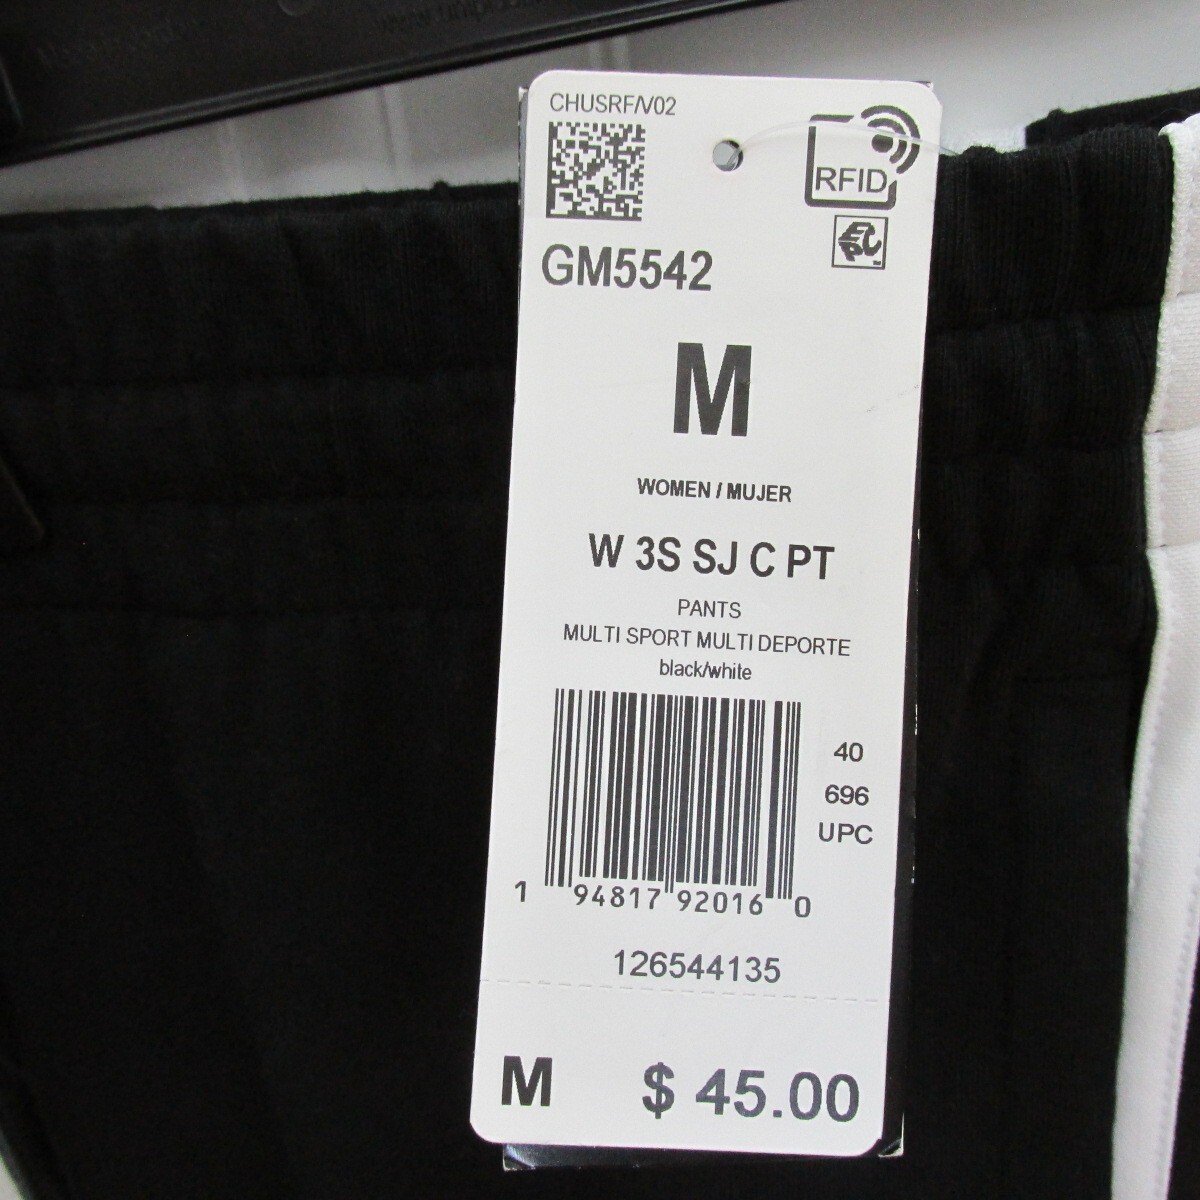 CHUSRF/V02
RFID
EPC
GM5542
M
WOMEN / MUJER
W 3S SJ C PT
PANTS
MULTI SPORT MULTI DEPORTE
black/white
40
696
UPC
1 94817 92016 0
126544135
M $ 45.00